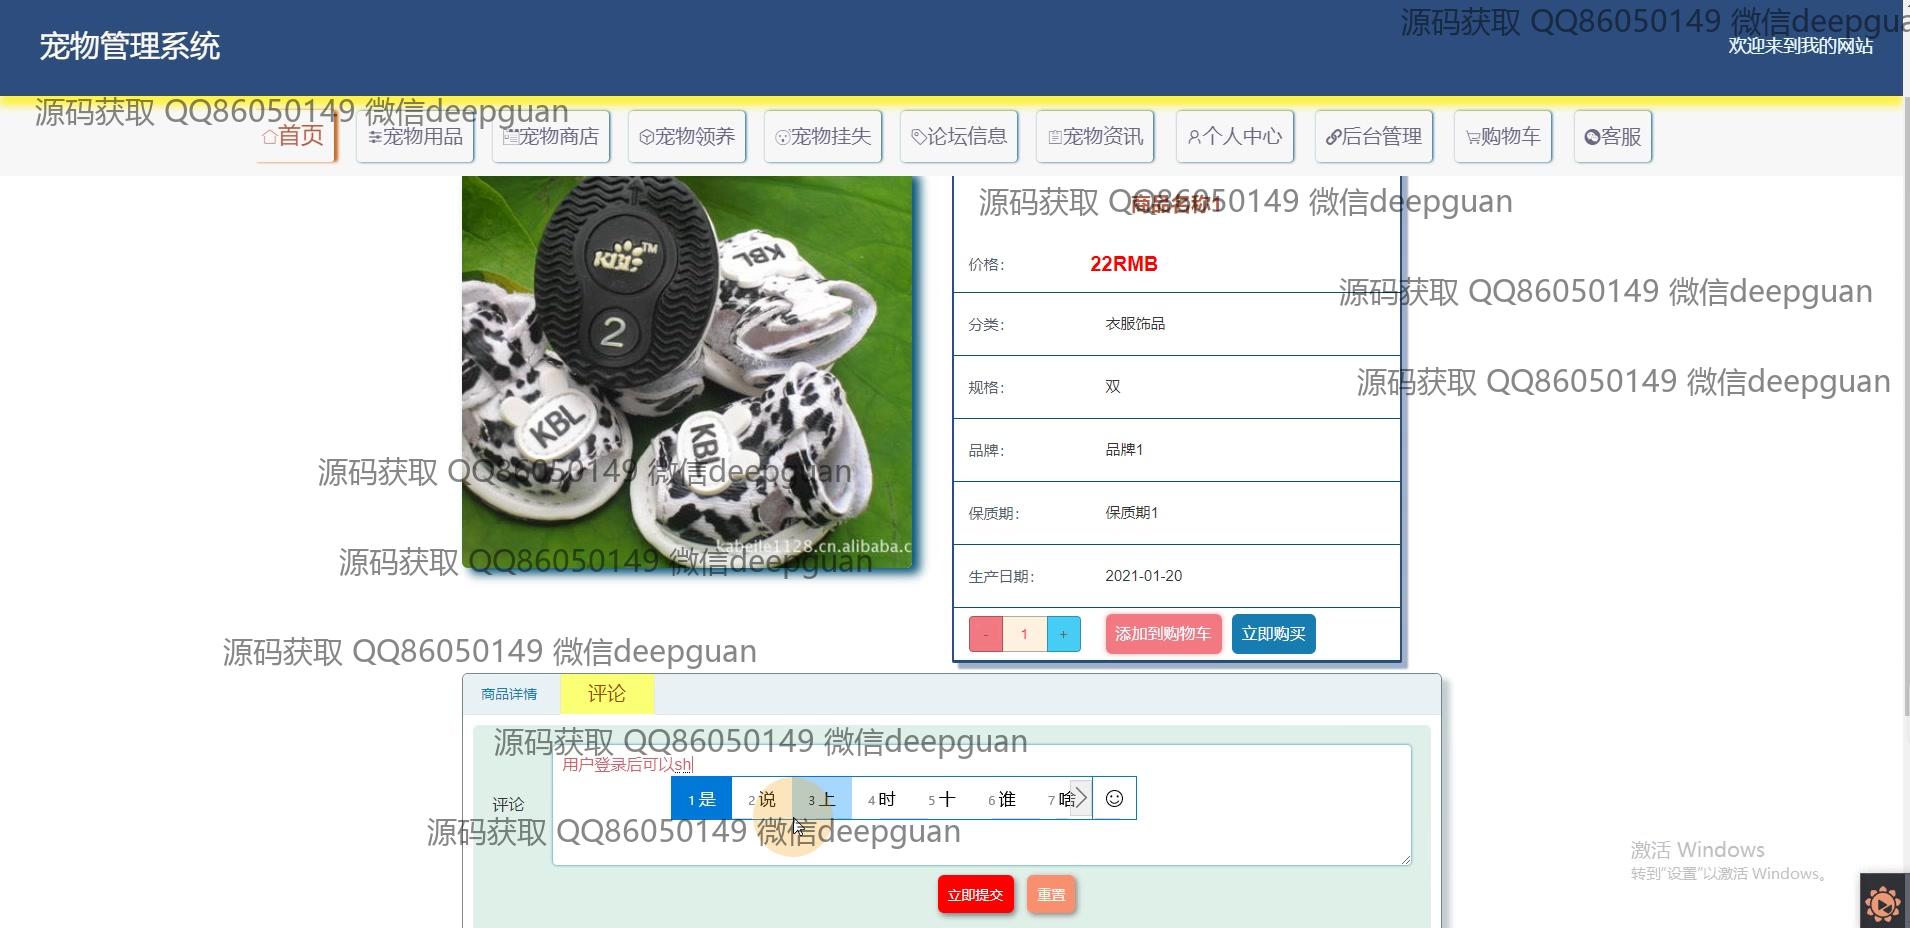 源码获取 QQ86050149 微信deepgua
宠物管理系统
欢迎来到我的网站
源码获取 QQ86050149 微信deepguan
首页 宠物用品 宠物商店 宠物领养 宠物挂失 论坛信息 宠物资讯 个人中心 后台管理 购物车 客服
源码获取 QQ86050149 微信deepguan
商品名称1
KBL TM
KBL
2
KBL
KBL
kabeile1128.cn.alibaba.c
价格: 22RMB
源码获取 QQ86050149 微信deepguan
分类: 衣服饰品
源码获取 QQ86050149 微信deepguan
规格: 双
品牌: 品牌1
源码获取 QQ86050149 微信deepguan
保质期: 保质期1
源码获取 QQ86050149 微信deepguan
生产日期: 2021-01-20
- 1 + 添加到购物车 立即购买
源码获取 QQ86050149 微信deepguan
商品详情 评论
源码获取 QQ86050149 微信deepguan
用户登录后可以sh
1 是 2 说 3 上 4 时 5 十 6 谁 7 啥
评论
源码获取 QQ86050149 微信deepguan
立即提交 重置
激活 Windows
转到"设置"以激活 Windows。